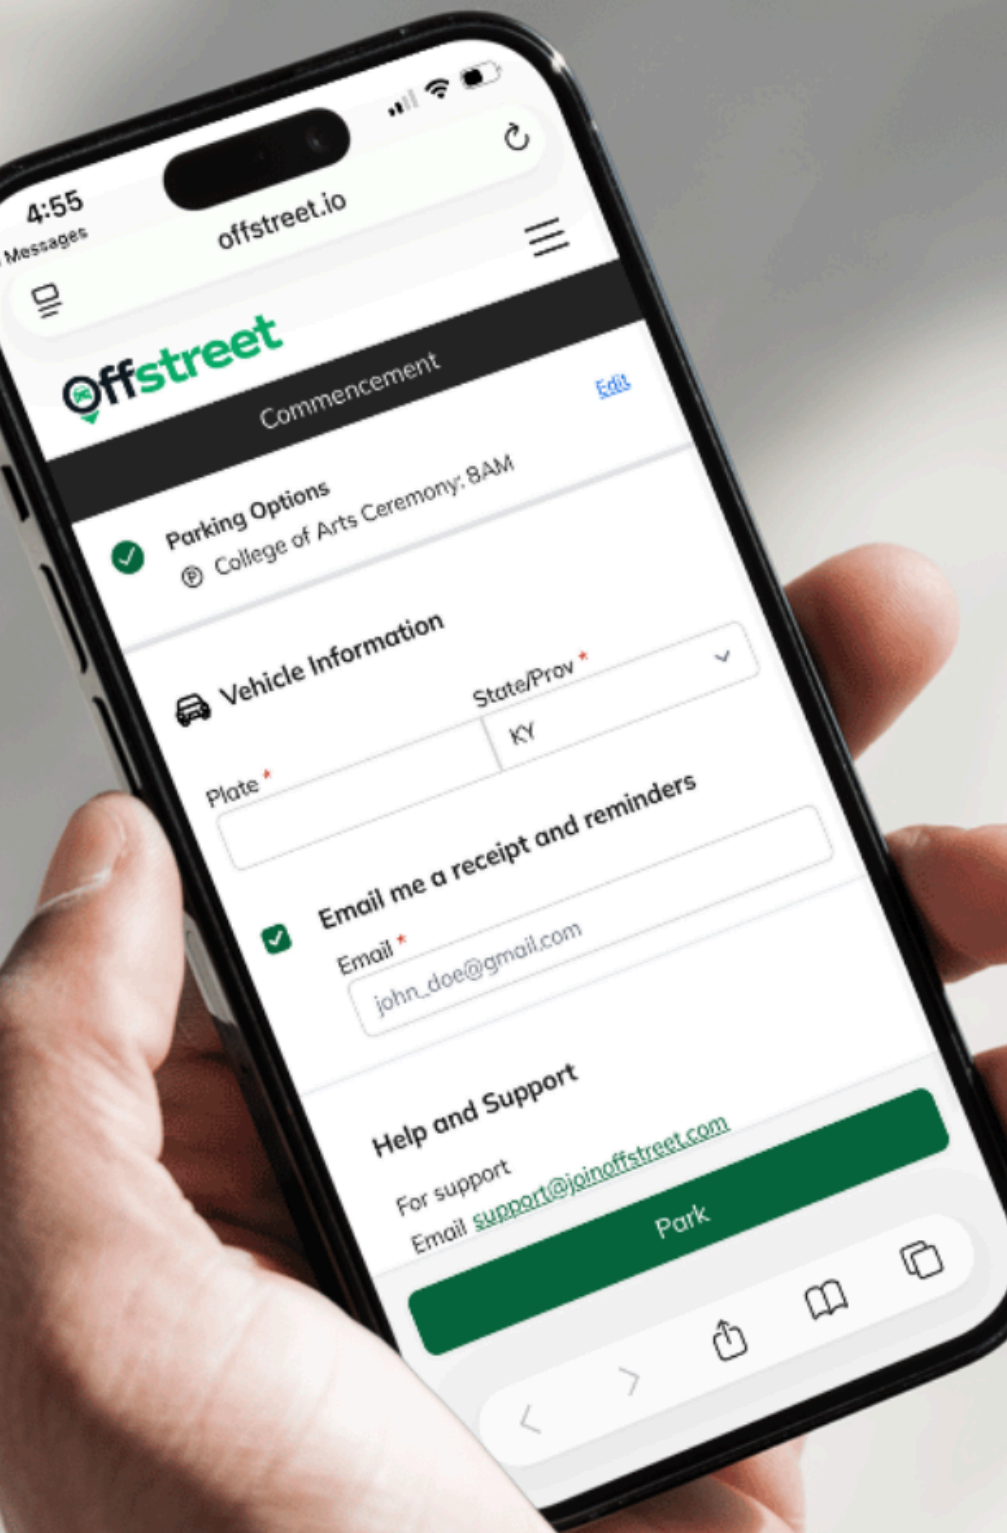 4:55
Messages
offstreet.io
Offstreet
Commencement
Edit
Parking Options
College of Arts Ceremony: 8AM
Vehicle Information
Plate *
State/Prov *
KY
Email me a receipt and reminders
Email *
john_doe@gmail.com
Help and Support
For support
Email support@joinoffstreet.com
Park